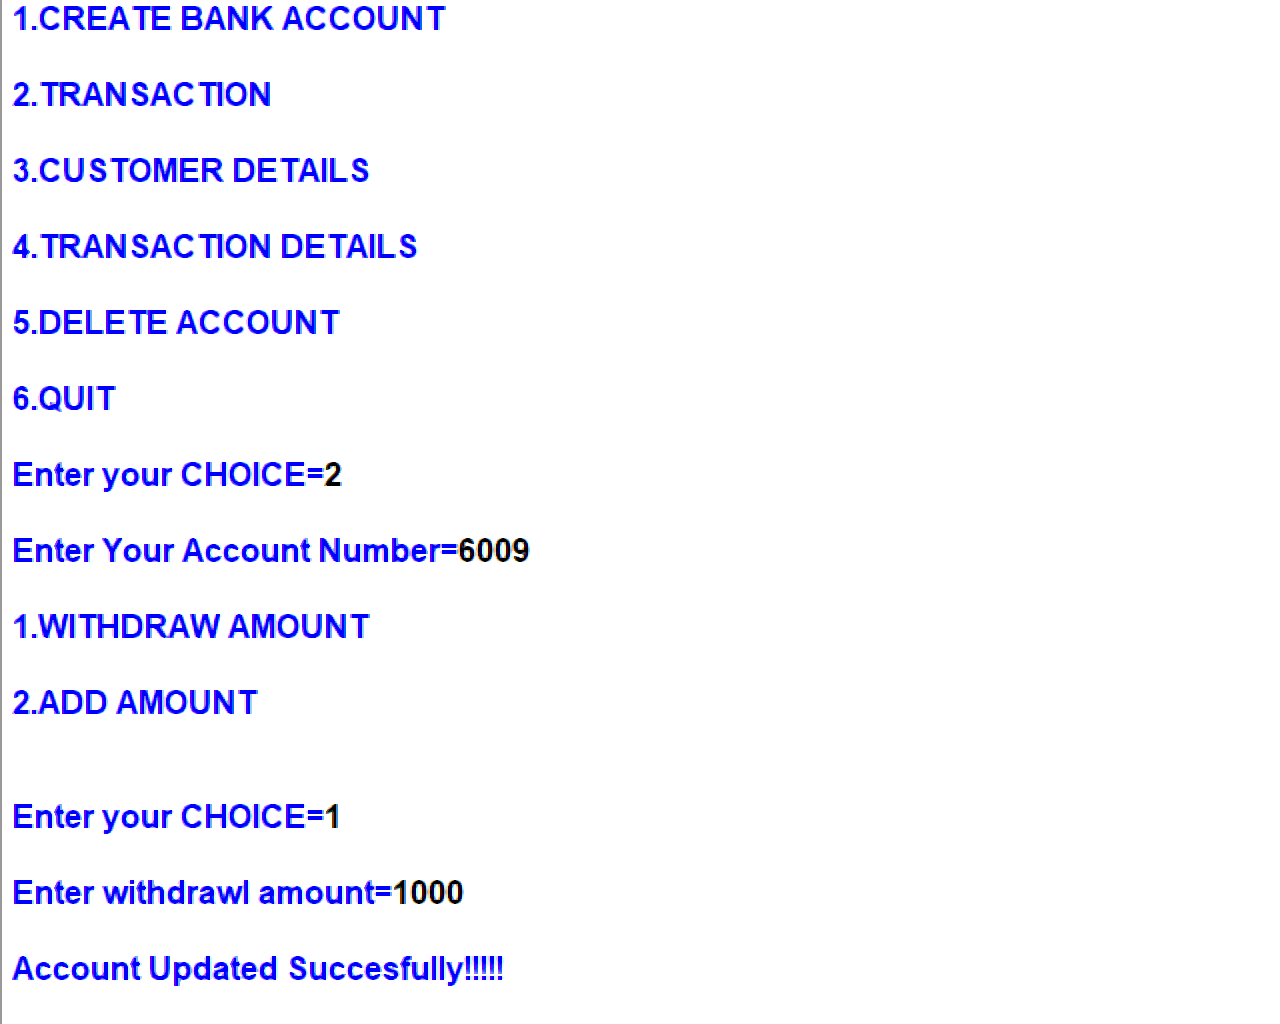 1.CREATE BANK ACCOUNT
2.TRANSACTION
3.CUSTOMER DETAILS
4.TRANSACTION DETAILS
5.DELETE ACCOUNT
6.QUIT
Enter your CHOICE=2
Enter Your Account Number=6009
1.WITHDRAW AMOUNT
2.ADD AMOUNT
Enter your CHOICE=1
Enter withdrawl amount=1000
Account Updated Succesfully!!!!!